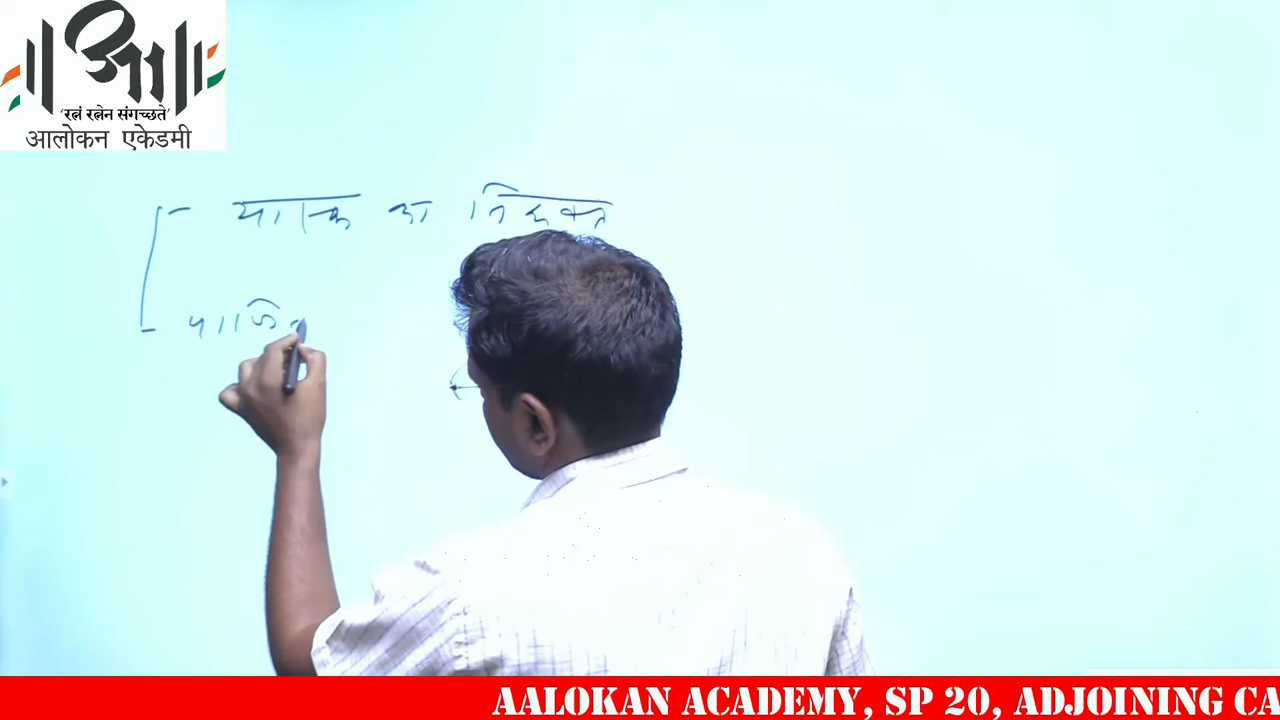 'रत्नं रत्नेन संगच्छते'
आलोकन एकेडमी
यास्क का निरुक्त
पाणिन
AALOKAN ACADEMY, SP 20, ADJOINING CA